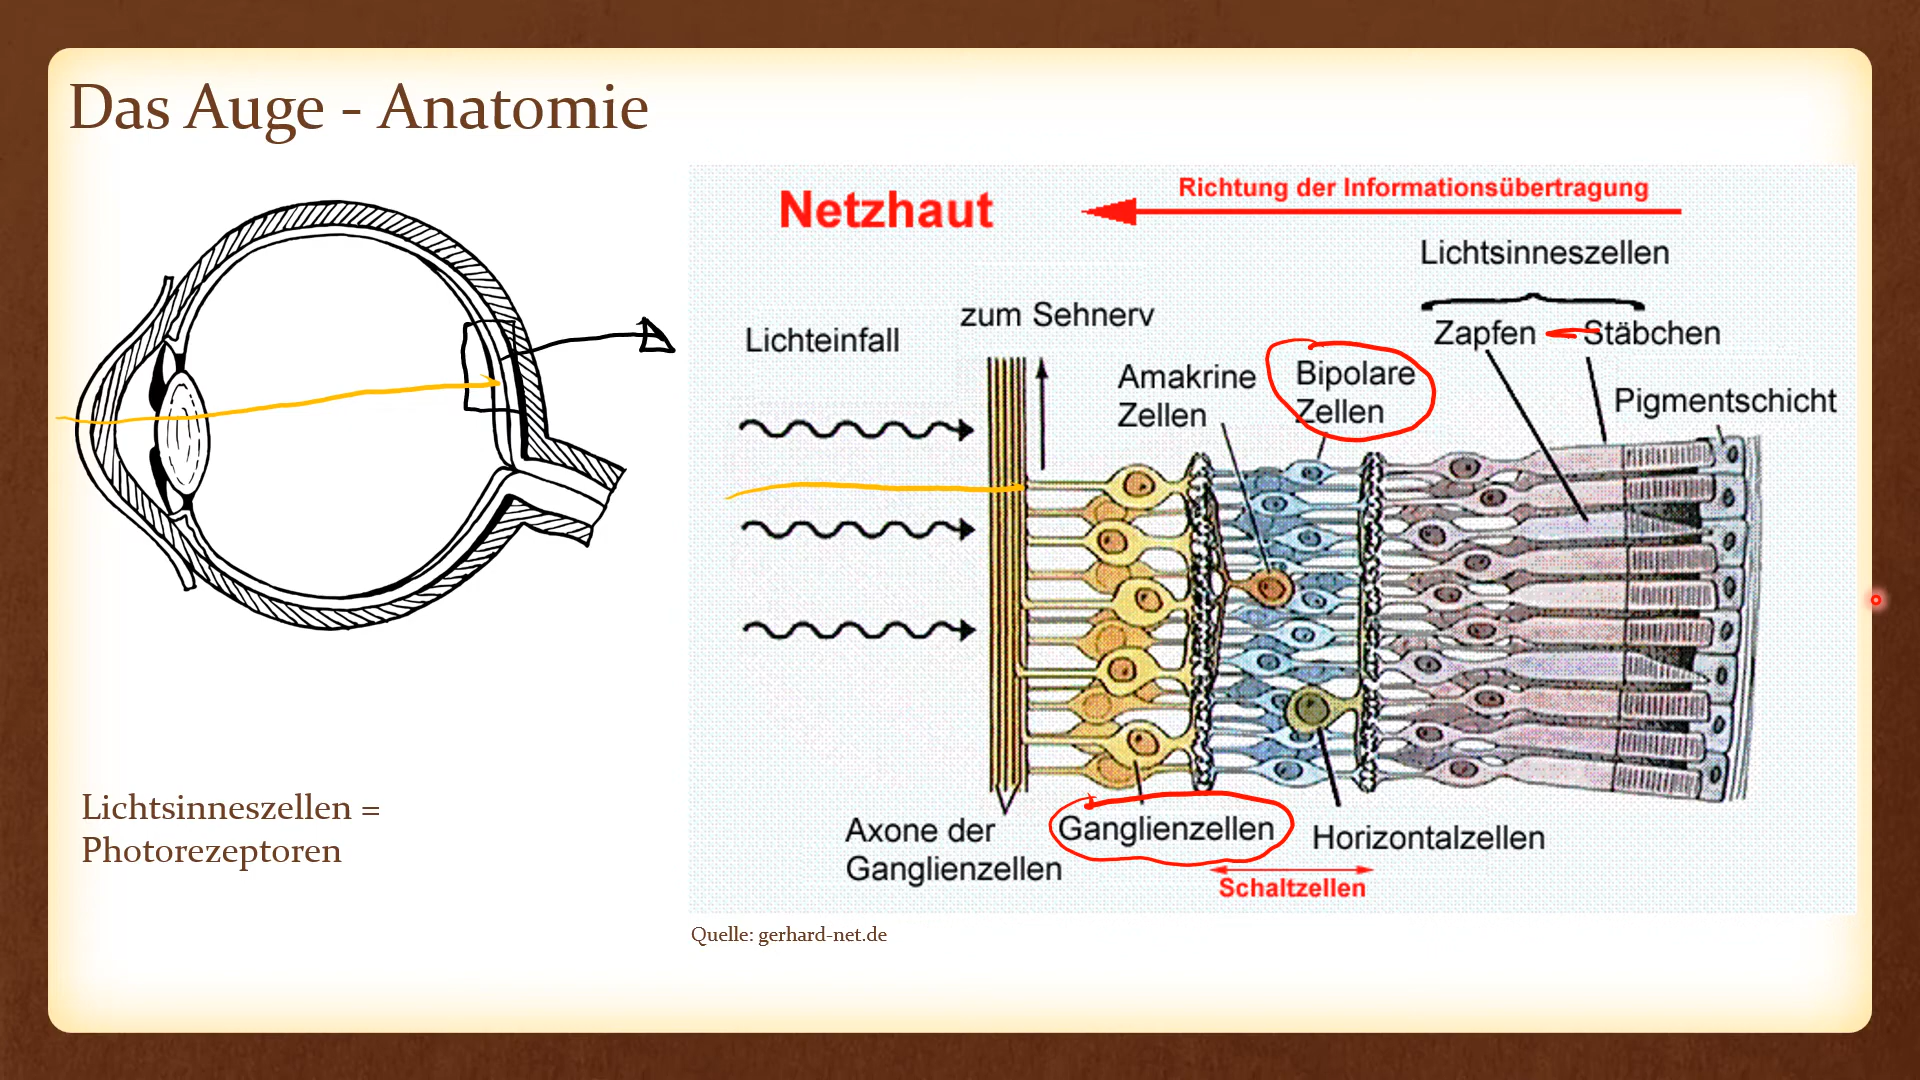 Das Auge - Anatomie
Netzhaut
Richtung der Informationsübertragung
Lichtsinneszellen
Zapfen
Stäbchen
zum Sehnerv
Lichteinfall
Amakrine
Zellen
Bipolare
Zellen
Pigmentschicht
Axone der
Ganglienzellen
Ganglienzellen
Horizontalzellen
Schaltzellen
Lichtsinneszellen =
Photorezeptoren
Quelle: gerhard-net.de